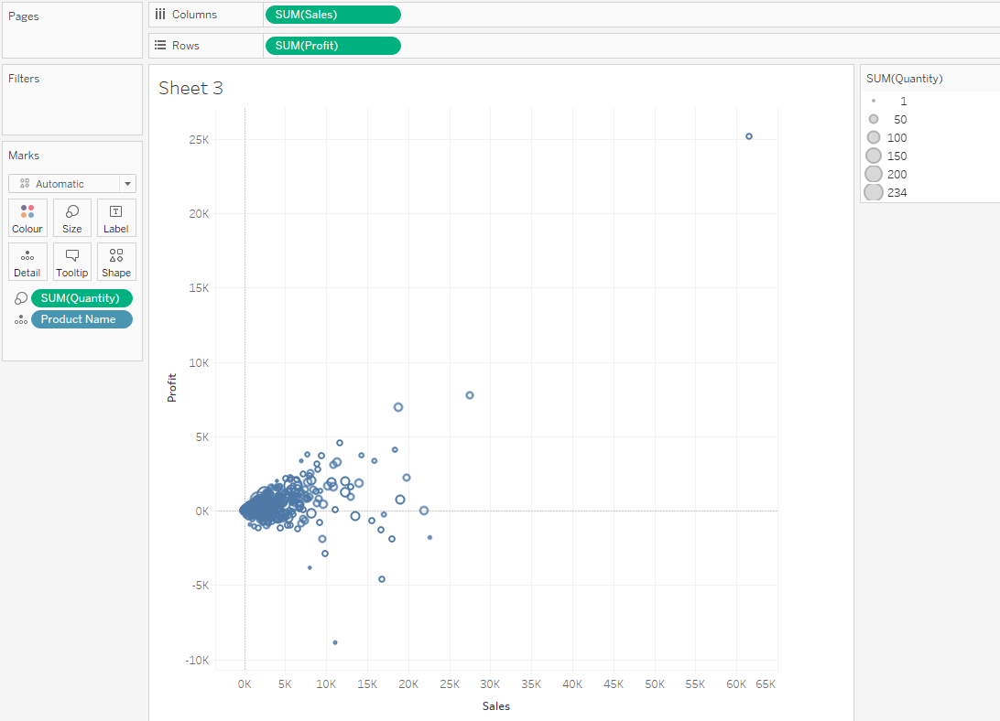 Pages
Columns
SUM(Sales)
Rows
SUM(Profit)
Filters
Marks
Automatic
Colour
Size
Label
Detail
Tooltip
Shape
SUM(Quantity)
Product Name
Sheet 3
Profit
25K
20K
15K
10K
5K
0K
-5K
-10K
0K 5K 10K 15K 20K 25K 30K 35K 40K 45K 50K 55K 60K 65K
Sales
SUM(Quantity)
1
50
100
150
200
234